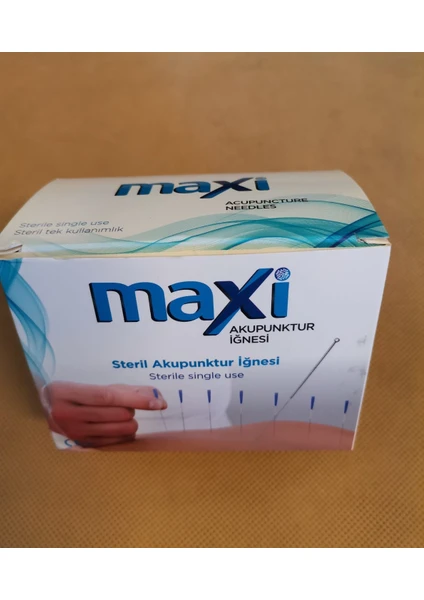 maxi
ACUPUNCTURE
NEEDLES
Sterile single use
Steril tek kullanımlık
maxi
AKUPUNKTUR
İĞNESİ
Steril Akupunktur İğnesi
Sterile single use